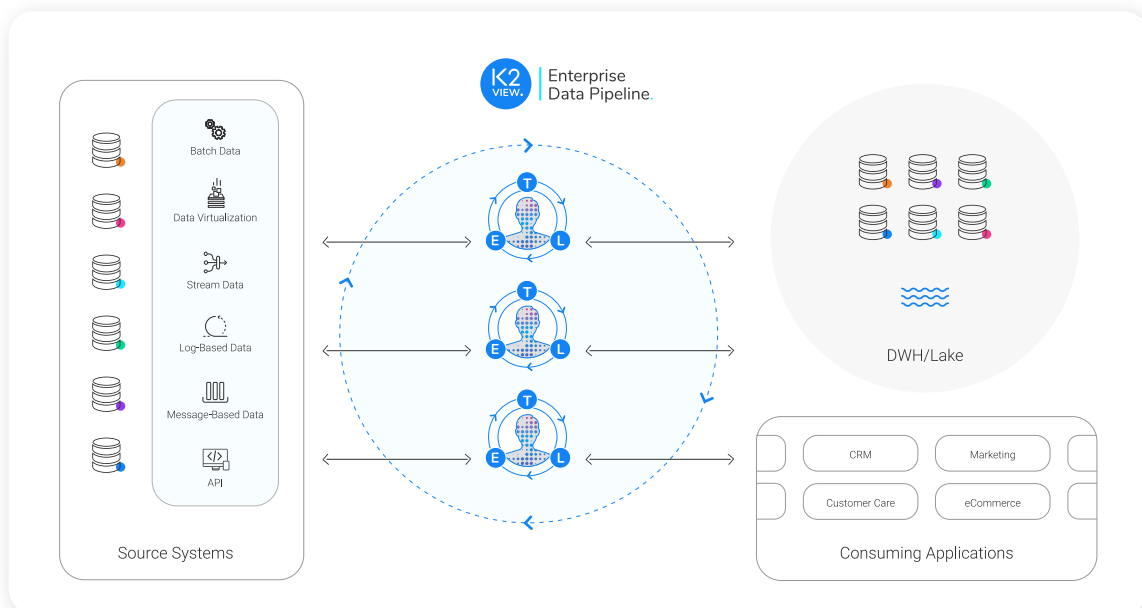 K2
VIEW.
Enterprise
Data Pipeline.
Batch Data
Data Virtualization
Stream Data
Log-Based Data
Message-Based Data
</>
API
Source Systems
T
E
L
T
E
L
T
E
L
DWH/Lake
CRM
Marketing
Customer Care
eCommerce
Consuming Applications